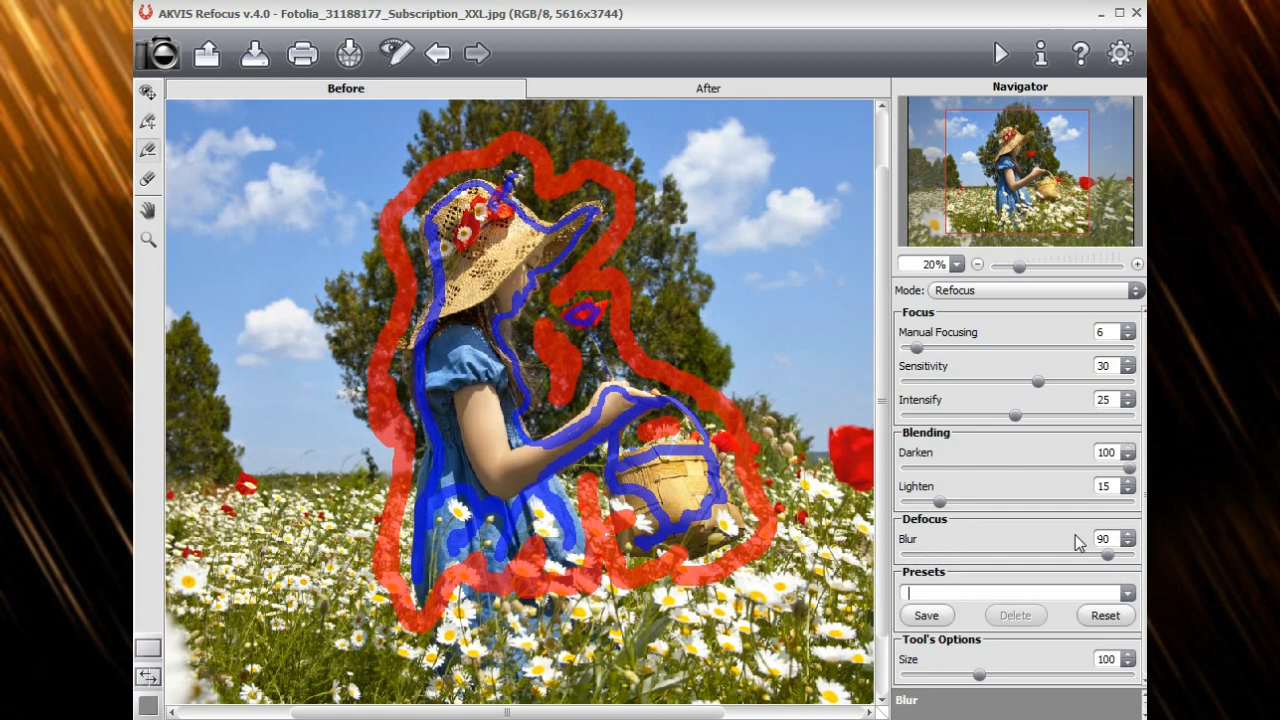 AKVIS Refocus v.4.0 - Fotolia_31188177_Subscription_XXL.jpg (RGB/8, 5616x3744)
Before
After
Navigator
20%
Mode: Refocus
Focus
Manual Focusing 6
Sensitivity 30
Intensify 25
Blending
Darken 100
Lighten 15
Defocus
Blur 90
Presets
Save Delete Reset
Tool's Options
Size 100
Blur